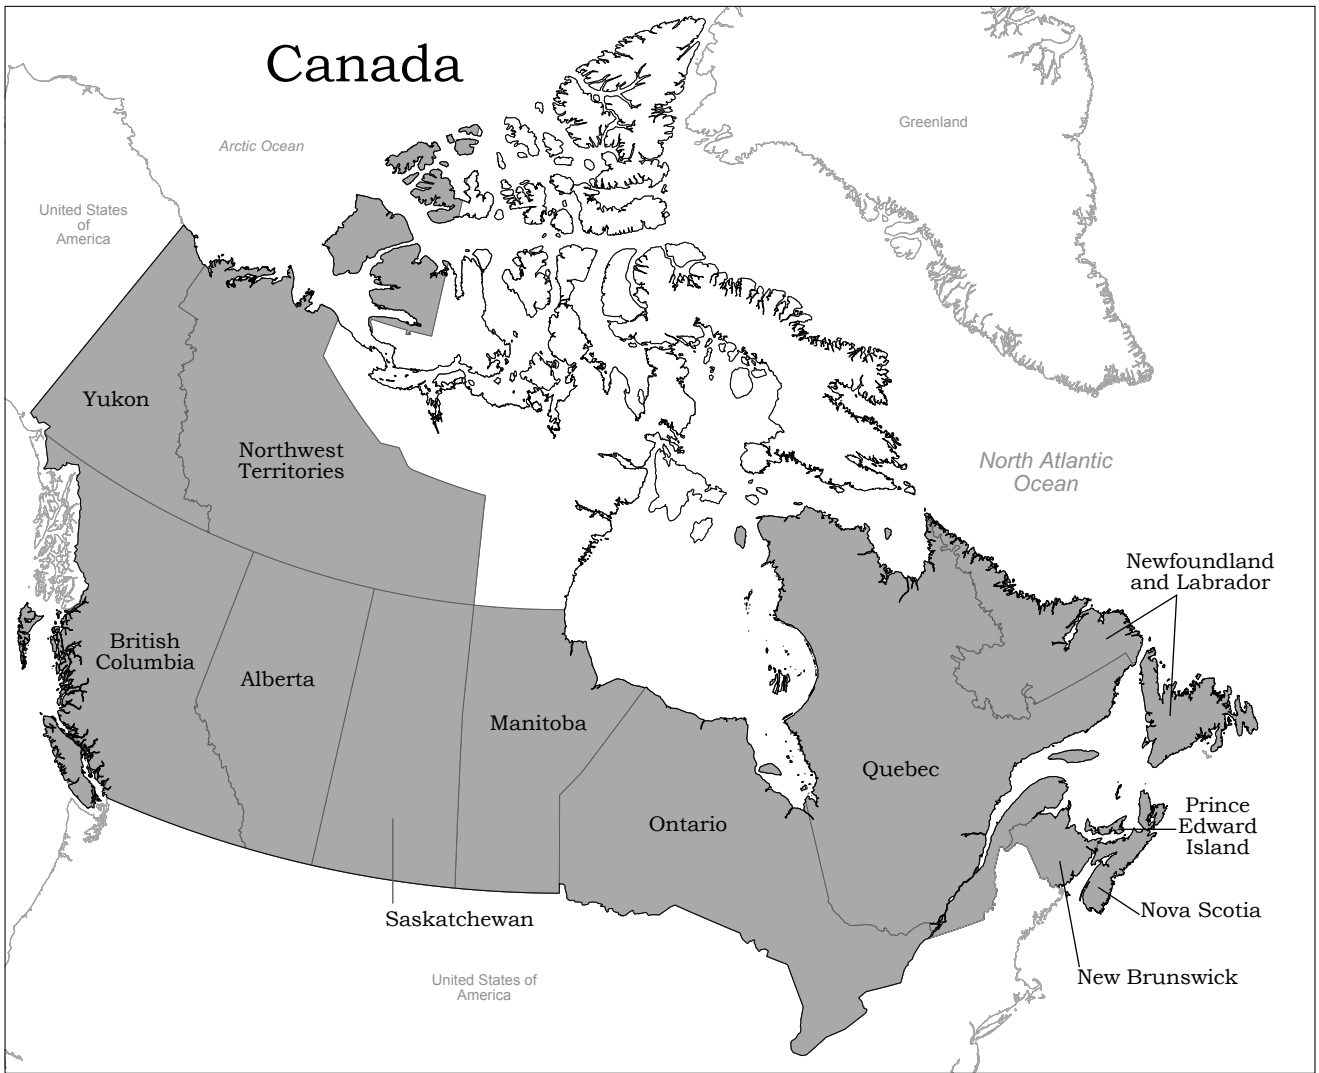 Canada
Greenland
Arctic Ocean
United States
of
America
Yukon
Northwest
Territories
North Atlantic
Ocean
Newfoundland
and Labrador
British
Columbia
Alberta
Manitoba
Quebec
Ontario
Prince
Edward
Island
Saskatchewan
Nova Scotia
New Brunswick
United States of
America